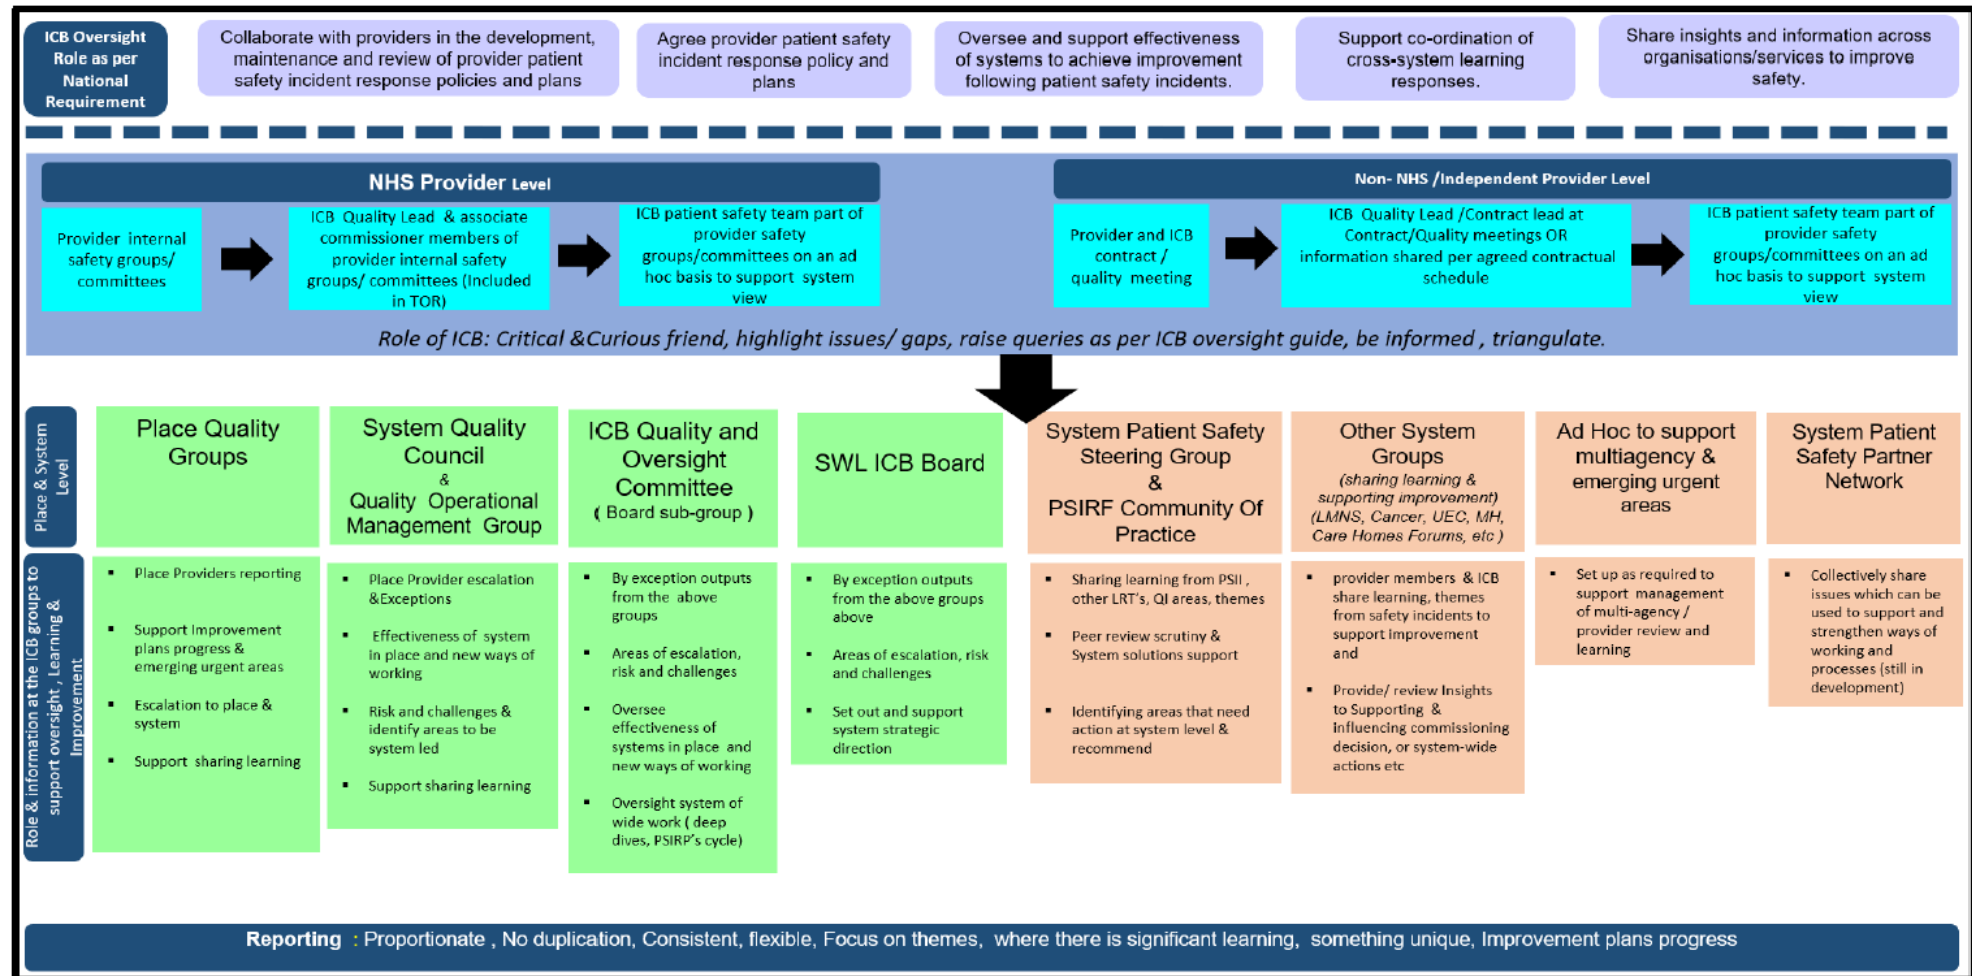 ICB Oversight
Role as per
National
Requirement
Collaborate with providers in the development,
maintenance and review of provider patient
safety incident response policies and plans
Agree provider patient safety
incident response policy and
plans
Oversee and support effectiveness
of systems to achieve improvement
following patient safety incidents.
Support co-ordination of
cross-system learning
responses.
Share insights and information across
organisations/services to improve
safety.
NHS Provider Level
Provider internal
safety groups/
committees
ICB Quality Lead & associate
commissioner members of
provider internal safety
groups/ committees (Included
in TOR)
ICB patient safety team part of
provider safety
groups/committees on an ad
hoc basis to support system
view
Non- NHS /Independent Provider Level
Provider and ICB
contract /
quality meeting
ICB Quality Lead /Contract lead at
Contract/Quality meetings OR
information shared per agreed contractual
schedule
ICB patient safety team part of
provider safety
groups/committees on an ad
hoc basis to support system
view
Role of ICB: Critical &Curious friend, highlight issues/ gaps, raise queries as per ICB oversight guide, be informed , triangulate.
Place & System
Level
Place Quality
Groups
System Quality
Council
&
Quality Operational
Management Group
ICB Quality and
Oversight
Committee
( Board sub-group )
SWL ICB Board
System Patient Safety
Steering Group
&
PSIRF Community Of
Practice
Other System
Groups
(sharing learning &
supporting improvement)
(LMNS, Cancer, UEC, MH,
Care Homes Forums, etc )
Ad Hoc to support
multiagency &
emerging urgent
areas
System Patient
Safety Partner
Network
Role & information at the ICB groups to
support oversight , Learning &
Improvement
▪ Place Providers reporting
▪ Support Improvement
plans progress &
emerging urgent areas
▪ Escalation to place &
system
▪ Support sharing learning
▪ Place Provider escalation
&Exceptions
▪ Effectiveness of system
in place and new ways of
working
▪ Risk and challenges &
identify areas to be
system led
▪ Support sharing learning
▪ By exception outputs
from the above
groups
▪ Areas of escalation,
risk and challenges
▪ Oversee
effectiveness of
systems in place and
new ways of working
▪ Oversight system of
wide work ( deep
dives, PSIRP's cycle)
▪ By exception outputs
from the above groups
above
▪ Areas of escalation, risk
and challenges
▪ Set out and support
system strategic
direction
▪ Sharing learning from PSII ,
other LRT's, QI areas, themes
▪ Peer review scrutiny &
System solutions support
▪ Identifying areas that need
action at system level &
recommend
▪ provider members & ICB
share learning, themes
from safety incidents to
support improvement
and
▪ Provide/ review Insights
to Supporting &
influencing commissioning
decision, or system-wide
actions etc
▪ Set up as required to
support management
of multi-agency /
provider review and
learning
▪ Collectively share
issues which can be
used to support and
strengthen ways of
working and
processes (still in
development)
Reporting : Proportionate , No duplication, Consistent, flexible, Focus on themes, where there is significant learning, something unique, Improvement plans progress